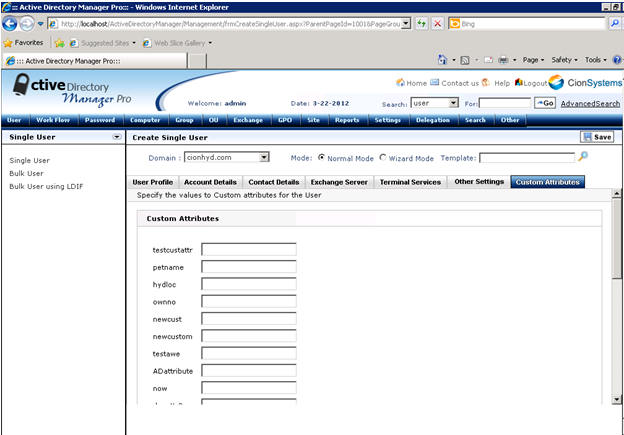 ::: Active Directory Manager Pro::: - Windows Internet Explorer
http://localhost/ActiveDirectoryManager/Management/frmCreateSingleUser.aspx?ParentPageId=10018&PageGrou
Bing
Favorites Suggested Sites Web Slice Gallery
::: Active Directory Manager Pro:::
Page Safety Tools
Active Directory
Manager Pro
Home Contact us Help Logout CionSystems
Welcome: admin Date: 3-22-2012 Search: user For: Go AdvancedSearch
User Work Flow Password Computer Group OU Exchange GPO Site Reports Settings Delegation Search Other
Single User
Create Single User Save
Single User
Bulk User
Bulk User using LDIF
Domain : cionhyd.com Mode: Normal Mode Wizard Mode Template:
User Profile Account Details Contact Details Exchange Server Terminal Services Other Settings Custom Attributes
Specify the values to Custom attributes for the User
Custom Attributes
testcustattr
petname
hydloc
ownno
newcust
newcustom
testawe
ADattribute
now